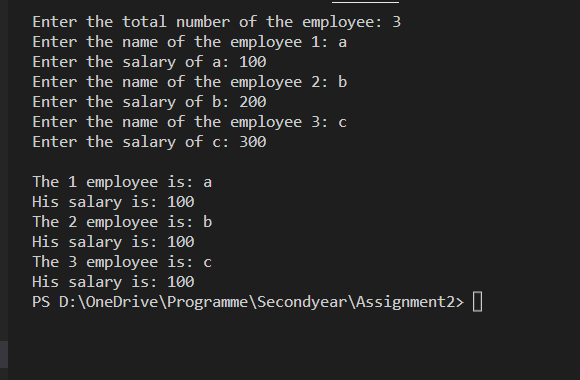 Enter the total number of the employee: 3
Enter the name of the employee 1: a
Enter the salary of a: 100
Enter the name of the employee 2: b
Enter the salary of b: 200
Enter the name of the employee 3: c
Enter the salary of c: 300
The 1 employee is: a
His salary is: 100
The 2 employee is: b
His salary is: 100
The 3 employee is: c
His salary is: 100
PS D:\OneDrive\Programme\Secondyear\Assignment2>